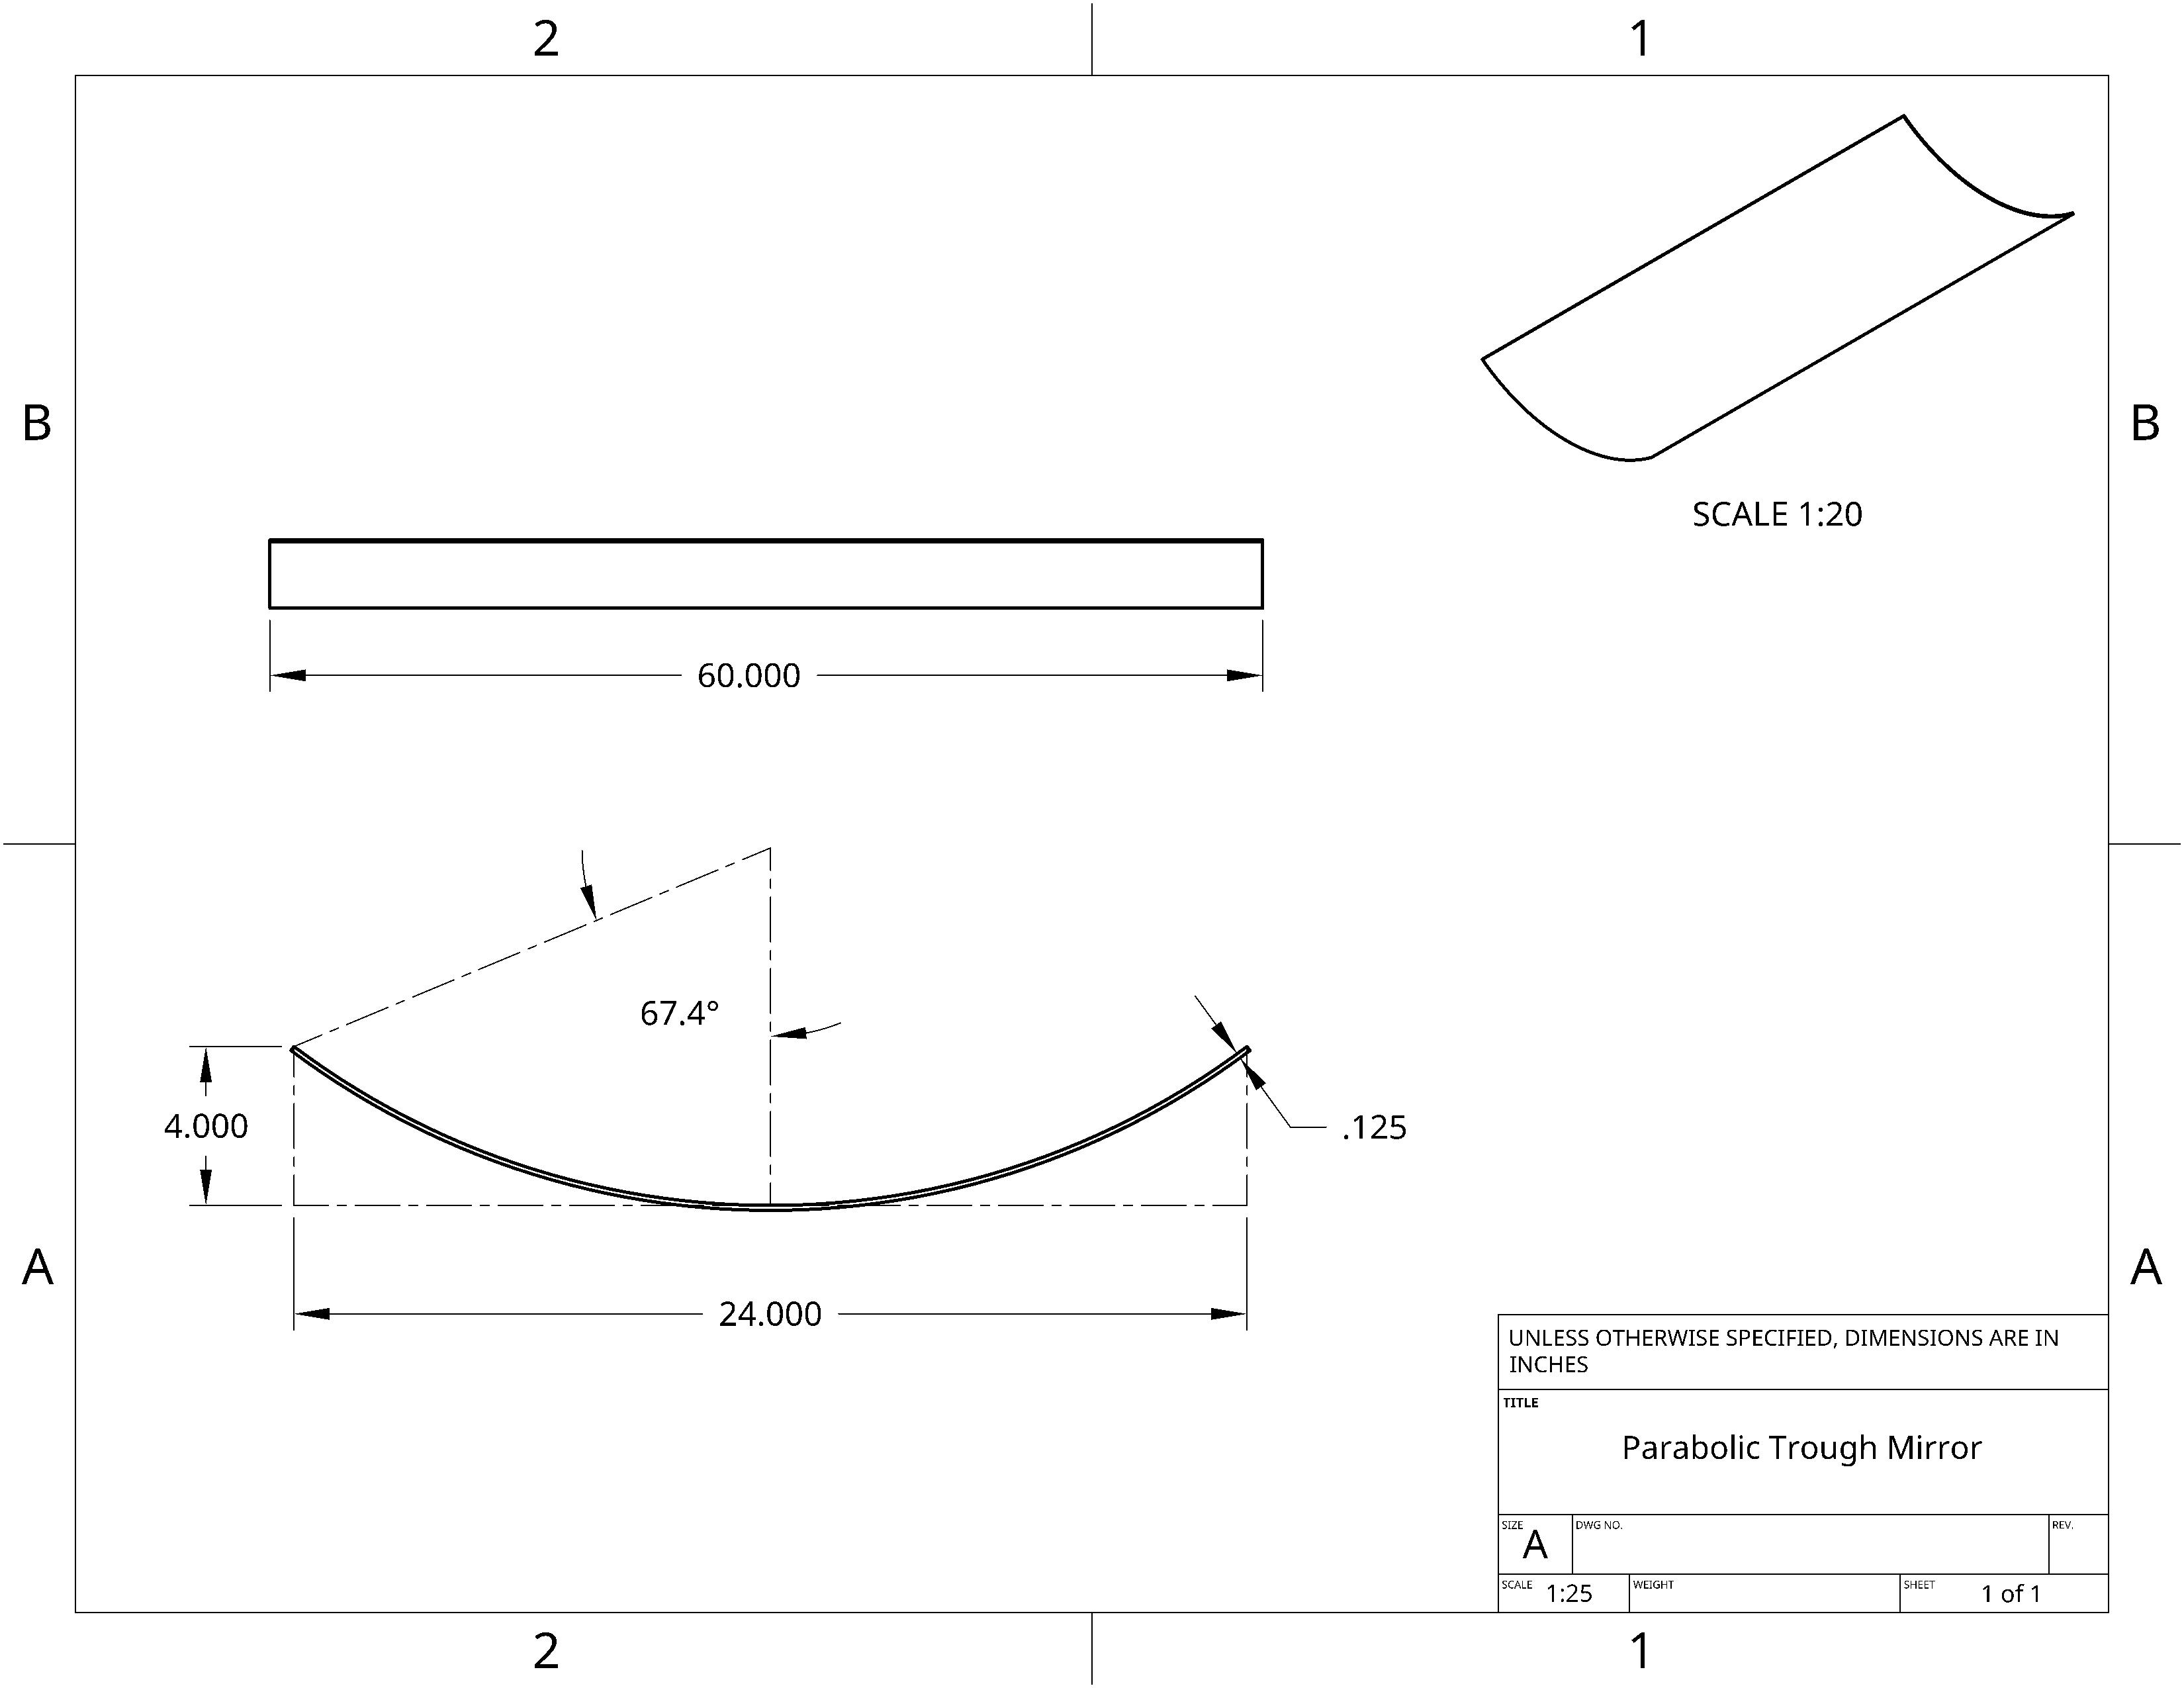 2
1
B
B
SCALE 1:20
60.000
67.4°
4.000
.125
24.000
A
A
UNLESS OTHERWISE SPECIFIED, DIMENSIONS ARE IN
INCHES
TITLE
Parabolic Trough Mirror
SIZE
A
DWG NO.
REV.
SCALE 1:25
WEIGHT
SHEET 1 of 1
2
1